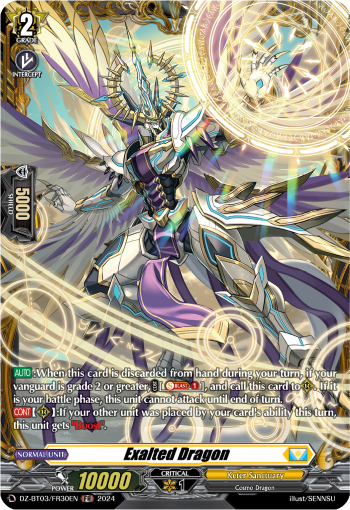 2
GRADE
INTERCEPT
5000
SHIELD
AUTO:When this card is discarded from hand during your turn, if your
vanguard is grade 2 or greater, [BLAST 1], and call this card to . If it
is your battle phase, this unit cannot attack until end of turn.
CONT :If your other unit was placed by your card's ability this turn,
this unit gets "Boost".
NORMAL UNIT
Exalted Dragon
POWER 10000
CRITICAL
1
Keter Sanctuary
Cosmo Dragon
DZ-BT03/FR30EN FR 2024
illust/SENNSU